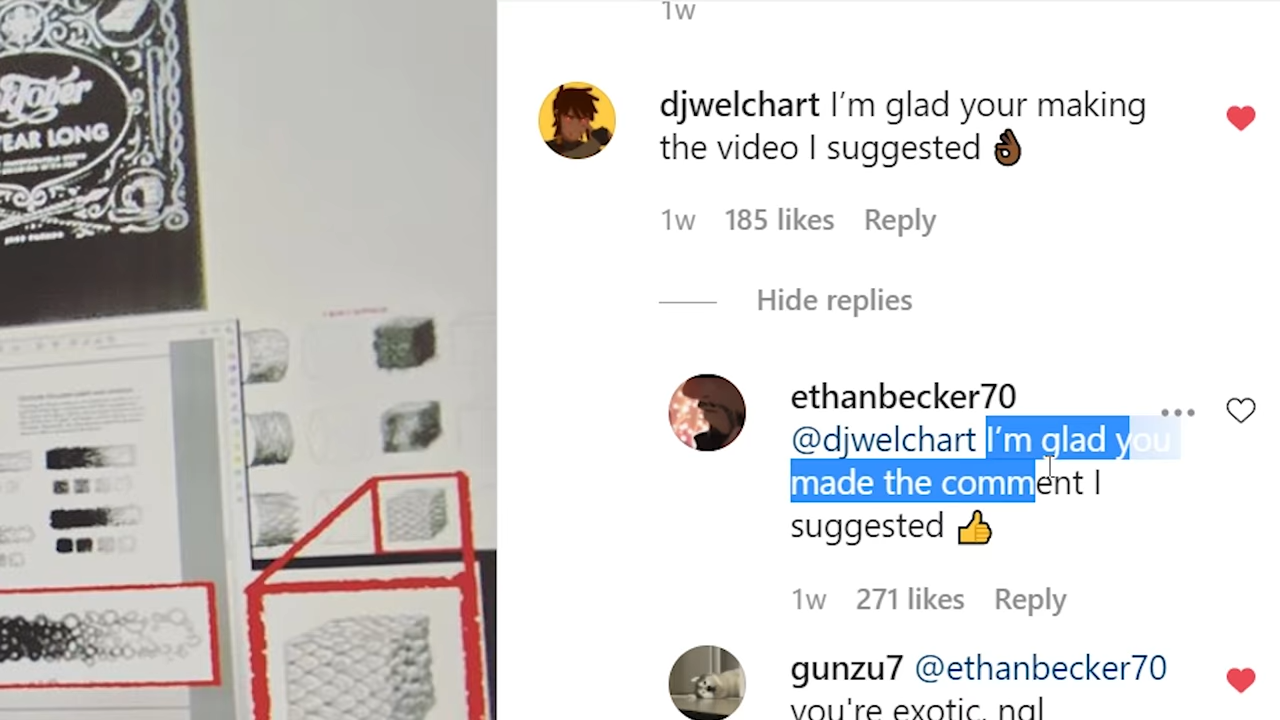 ktober
YEAR LONG
1w
djwelchart I’m glad your making
the video I suggested 👌🏾
1w 185 likes Reply
Hide replies
ethanbecker70
@djwelchart I’m glad you
made the comment I
suggested 👍
1w 271 likes Reply
gunzu7 @ethanbecker70
you're exotic, ngl